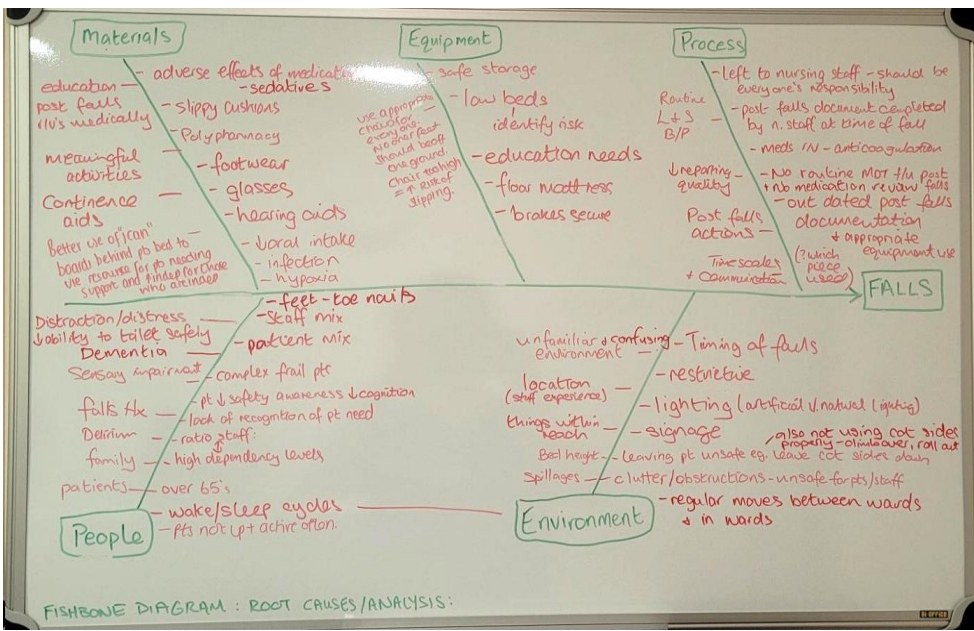 Materials
education
post falls
r/v's medically
meaningful
activities
Continence
aids
Better use of "ican"
boards behind pt bed to
use resource for pt needing
support and
who are indep
- adverse effects of medication
- sedatives
- slippy cushions
- Polypharmacy
- footwear
- glasses
- hearing aids
- ↓oral intake
- infection
- hypoxia
Equipment
- safe storage
- low beds
identify risk
- education needs
- floor mattress
- brakes secure
use appropriate
chair for
everyone.
No other feet
should be off
the ground.
Chair too high
= ↑ risk of
slipping.
Process
- left to nursing staff - should be
everyone's responsibility
- post-falls document completed
by n. staff at time of fall
- meds IN - anticoagulation
- No routine MDT f/u post
+ no medication review falls
- out dated post falls
documentation
+ appropriate
equipment use
(? which
piece
used)
Routine
L+S
B/P
↓ reporting
quality
Post falls
actions
Timescales
+ communication
FALLS
Distraction/distress
↓ability to toilet safely
Dementia
Sensory impairment
falls Hx
Delirium
family
patients
- feet - toe nails
- Staff mix
- patient mix
- complex frail pts
- pt ↓ safety awareness ↓cognition
- lack of recognition of pt need
- ratio staff:
- high dependency levels
- over 65's
- wake/sleep cycles
- pts not up + active often.
People
unfamiliar + confusing
environment
location
(staff experience)
things within
reach
Bed height
Spillages
- Timing of falls
- restrictive
- lighting (artificial v. natural lighting)
- signage
also not using cot sides
properly - climb over, roll out
- leaving pt unsafe eg. leave cot sides down
- clutter/obstructions - unsafe for pts/staff
- regular moves between wards
+ in wards
Environment
FISHBONE DIAGRAM : ROOT CAUSES/ANALYSIS:
BI-OFFICE